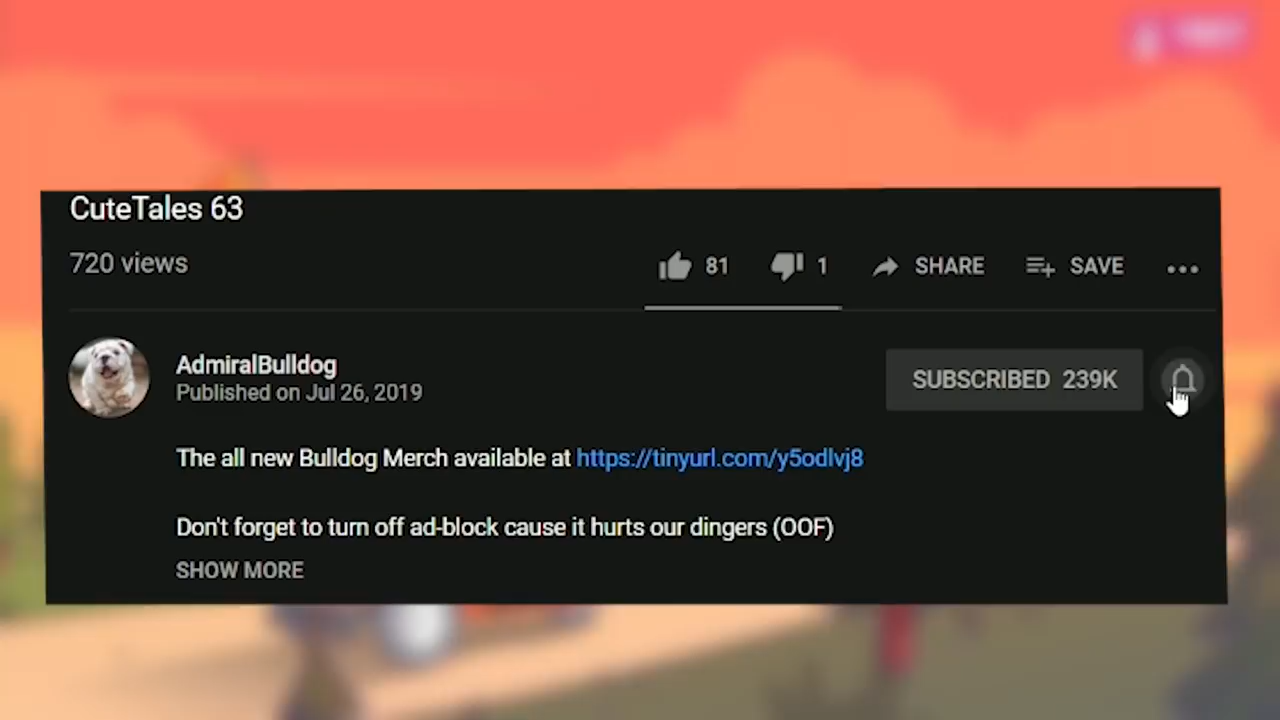 CuteTales 63
720 views
81 1 SHARE SAVE
AdmiralBulldog
Published on Jul 26, 2019
SUBSCRIBED 239K
The all new Bulldog Merch available at https://tinyurl.com/y5odlvj8
Don't forget to turn off ad-block cause it hurts our dingers (OOF)
SHOW MORE